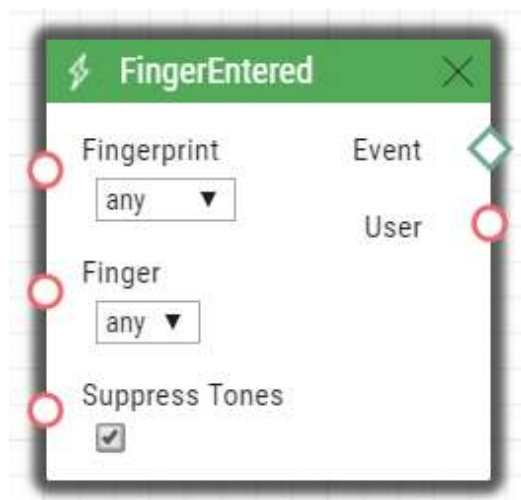 FingerEntered
Fingerprint Event
any
User
Finger
any
Suppress Tones